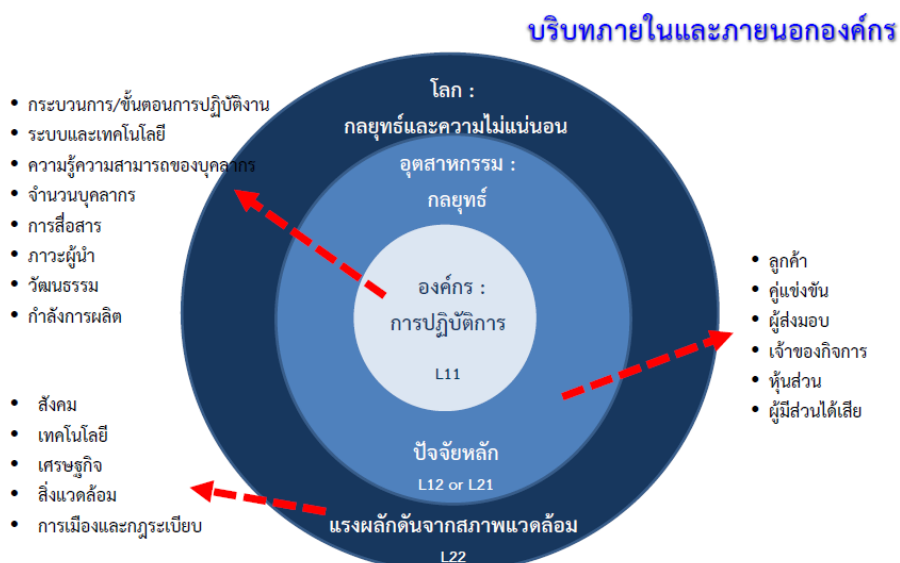 บริบทภายในและภายนอกองค์กร
• กระบวนการ/ขั้นตอนการปฏิบัติงาน
• ระบบและเทคโนโลยี
• ความรู้ความสามารถของบุคลากร
• จำนวนบุคลากร
• การสื่อสาร
• ภาวะผู้นำ
• วัฒนธรรม
• กำลังการผลิต
• สังคม
• เทคโนโลยี
• เศรษฐกิจ
• สิ่งแวดล้อม
• การเมืองและกฎระเบียบ
โลก :
กลยุทธ์และความไม่แน่นอน
อุตสาหกรรม :
กลยุทธ์
องค์กร :
การปฏิบัติการ
L11
ปัจจัยหลัก
L12 or L21
แรงผลักดันจากสภาพแวดล้อม
L22
• ลูกค้า
• คู่แข่งขัน
• ผู้ส่งมอบ
• เจ้าของกิจการ
• หุ้นส่วน
• ผู้มีส่วนได้เสีย